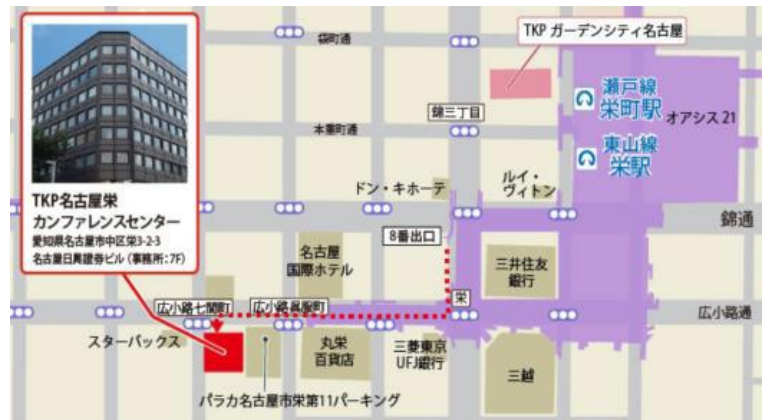 TKP名古屋栄
カンファレンスセンター
愛知県名古屋市中区栄3-2-3
名古屋日興證券ビル（事務所：7F）
袋町通
TKP ガーデンシティ名古屋
瀬戸線
栄町駅
オアシス21
錦三丁目
本重町通
東山線
栄駅
ドン・キホーテ
ルイ・
ヴィトン
錦通
8番出口
名古屋
国際ホテル
三井住友
銀行
広小路七間町
広小路呉服町
栄
広小路通
スターバックス
丸栄
百貨店
三菱東京
UFJ銀行
三越
パラカ名古屋市栄第11パーキング